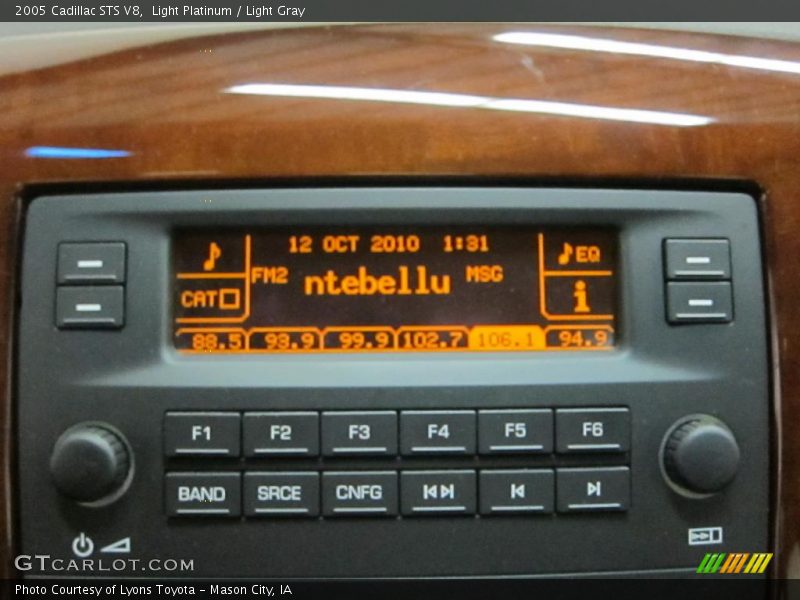 2005 Cadillac STS V8,  Light Platinum / Light Gray
12 OCT 2010 1:31
EQ
FM2 ntebellu MSG
CAT
i
88.5 93.9 99.9 102.7 106.1 94.9
F1 F2 F3 F4 F5 F6
BAND SRCE CNFG
GTCARLOT.COM
Photo Courtesy of Lyons Toyota - Mason City, IA